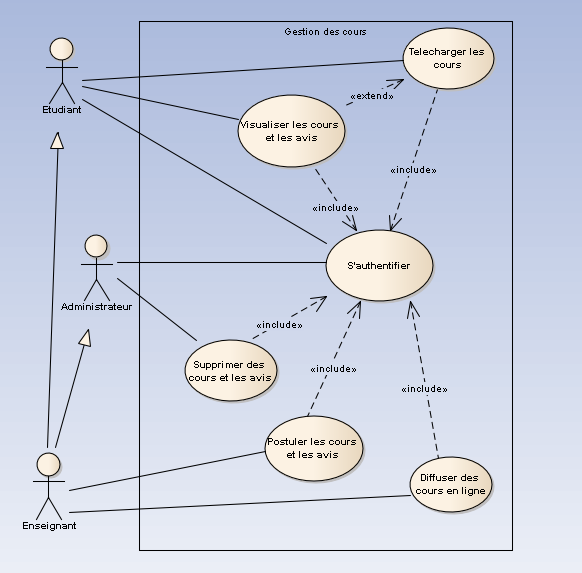 Gestion des cours
Telecharger les
cours
Etudiant
«extend»
Visualiser les cours
et les avis
«include»
«include»
S'authentifier
Administrateur
«include»
Supprimer des
cours et les avis
«include»
«include»
Postuler les cours
et les avis
Diffuser des
cours en ligne
Enseignant